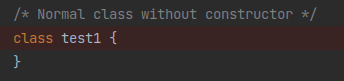 /* Normal class without constructor */
class test1 {
}